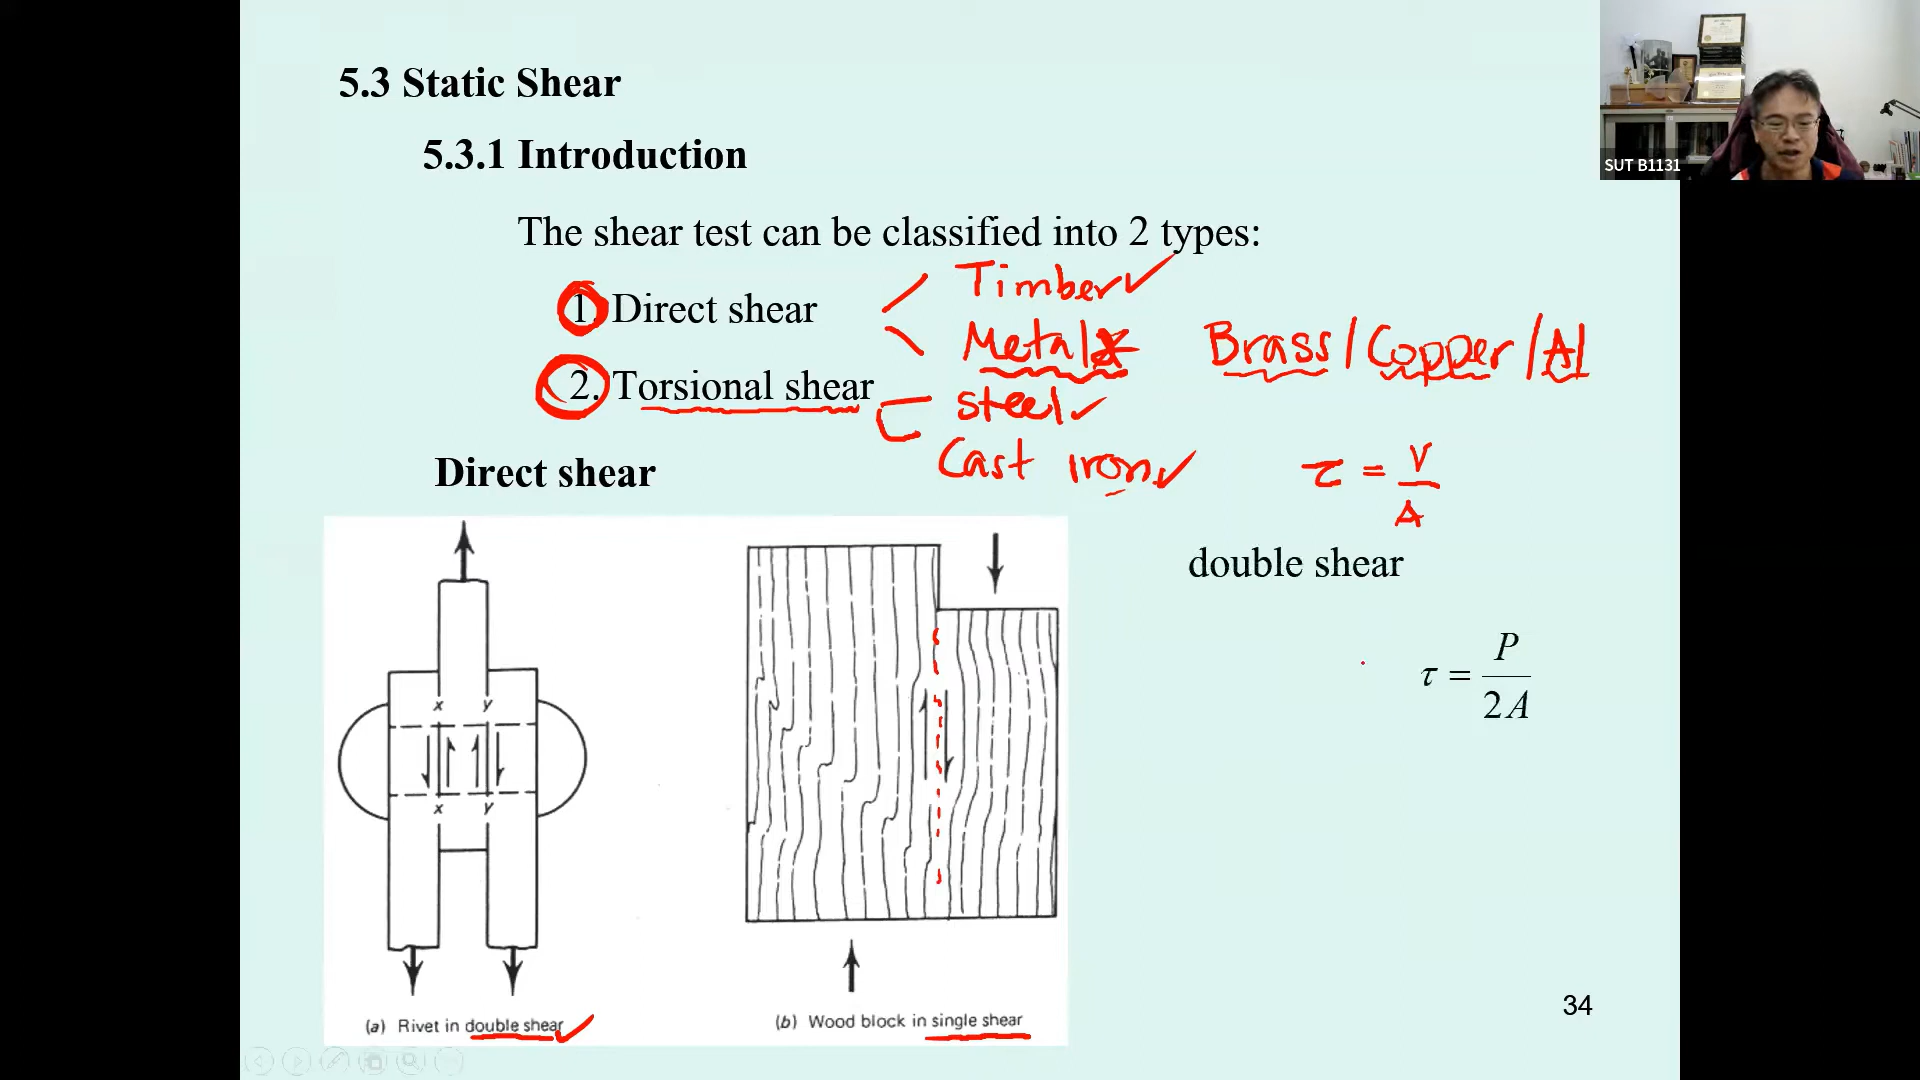 5.3 Static Shear
5.3.1 Introduction
The shear test can be classified into 2 types:
1. Direct shear
Timber
Metal
Brass / Copper / Al
2. Torsional shear
steel
Cast iron
Direct shear
τ = V/A
double shear
τ = P/2A
x y
x y
(a) Rivet in double shear
(b) Wood block in single shear
34
SUT B1131